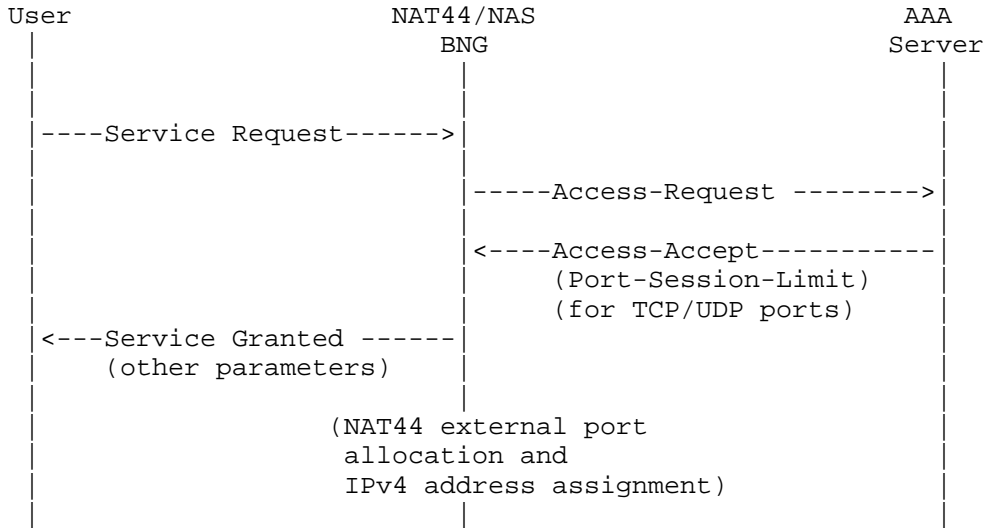 User NAT44/NAS AAA
BNG Server
----Service Request------>
-----Access-Request -------->
<----Access-Accept-----------
(Port-Session-Limit)
(for TCP/UDP ports)
<---Service Granted ------
(other parameters)
(NAT44 external port
allocation and
IPv4 address assignment)